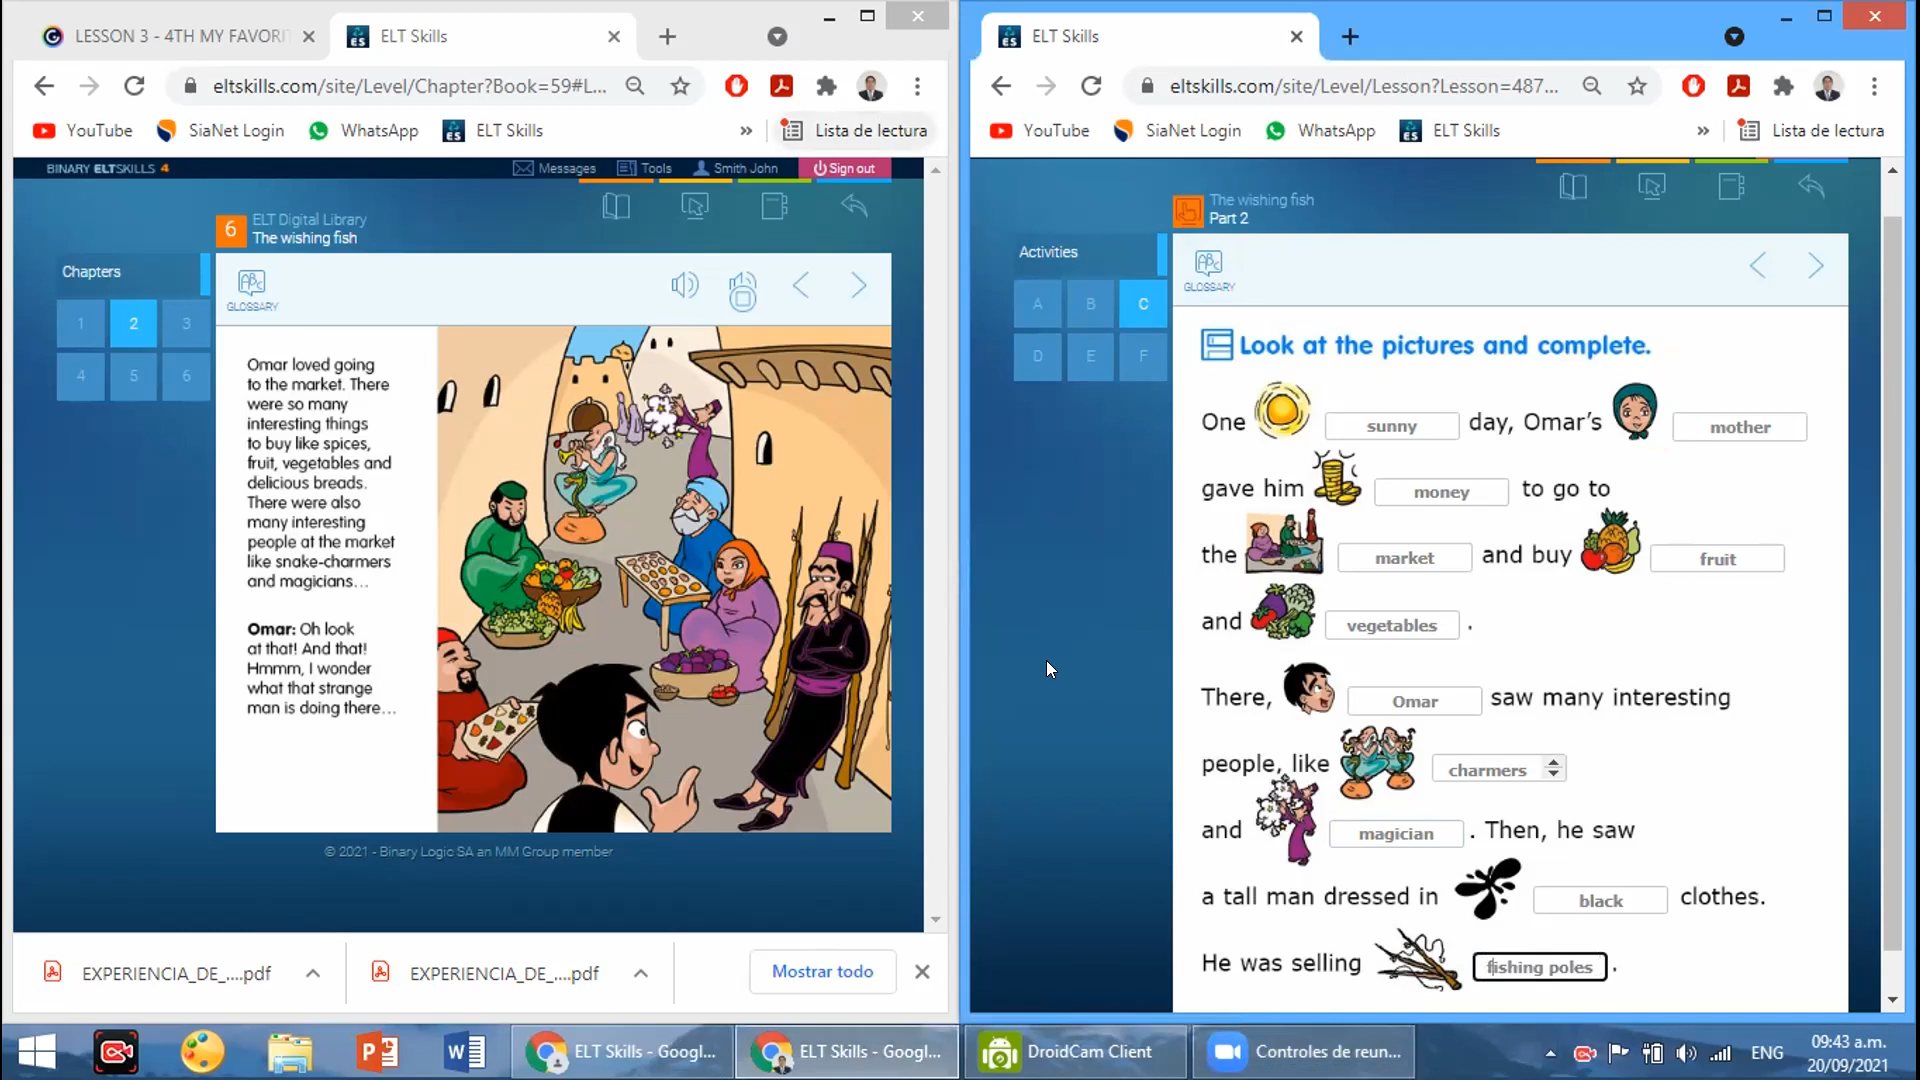 LESSON 3 - 4TH MY FAVORI
ELT Skills
eltskills.com/site/Level/Chapter?Book=59#L...
YouTube
SiaNet Login
WhatsApp
ELT Skills
»
Lista de lectura
BINARY ELTSKILLS 4
Messages
Tools
Smith John
Sign out
6
ELT Digital Library
The wishing fish
Chapters
1 2 3
4 5 6
ABC
GLOSSARY
Omar loved going
to the market. There
were so many
interesting things
to buy like spices,
fruit, vegetables and
delicious breads.
There were also
many interesting
people at the market
like snake-charmers
and magicians...
Omar: Oh look
at that! And that!
Hmmm, I wonder
what that strange
man is doing there...
© 2021 - Binary Logic SA an MM Group member
EXPERIENCIA_DE_....pdf
EXPERIENCIA_DE_....pdf
Mostrar todo
ELT Skills
eltskills.com/site/Level/Lesson?Lesson=487...
YouTube
SiaNet Login
WhatsApp
ELT Skills
»
Lista de lectura
The wishing fish
Part 2
Activities
A B C
D E F
ABC
GLOSSARY
Look at the pictures and complete.
One sunny day, Omar's mother
gave him money to go to
the market and buy fruit
and vegetables .
There, Omar saw many interesting
people, like charmers
and magician . Then, he saw
a tall man dressed in black clothes.
He was selling fishing poles .
ELT Skills - Googl...
ELT Skills - Googl...
DroidCam Client
Controles de reun...
ENG
09:43 a.m.
20/09/2021